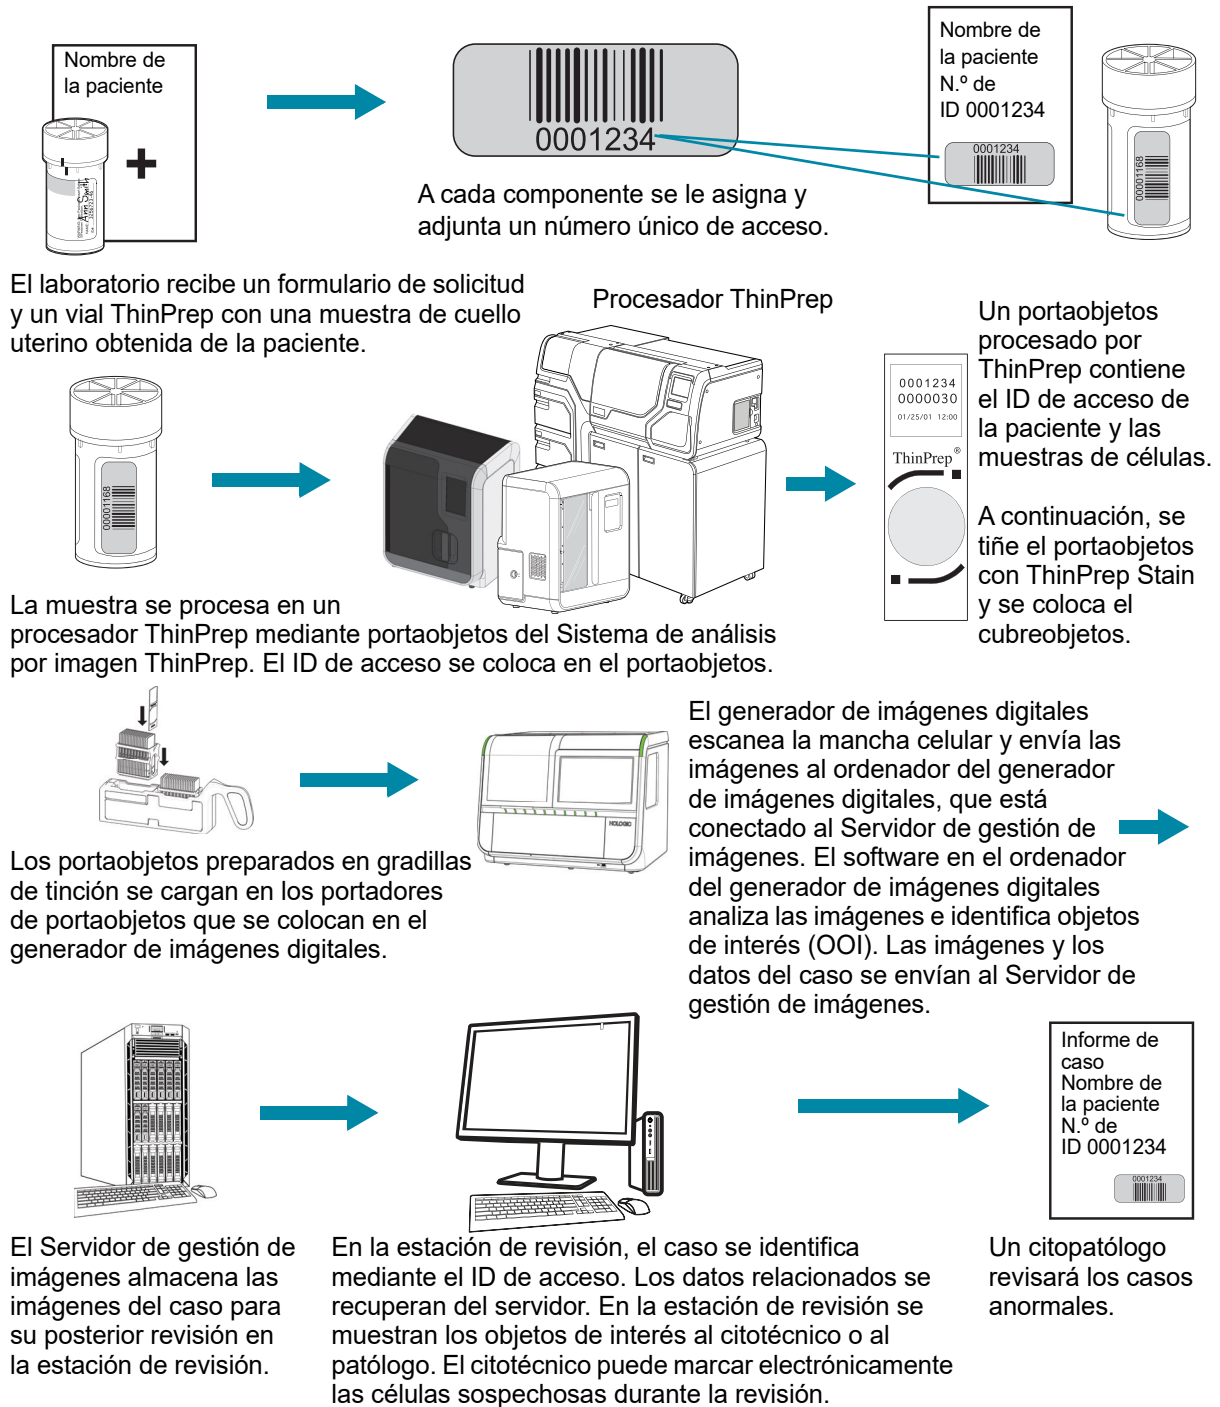 Nombre de
la paciente
Ann Smith
0001234
A cada componente se le asigna y
adjunta un número único de acceso.
Nombre de
la paciente
N.º de
ID 0001234
0001234
00001168
El laboratorio recibe un formulario de solicitud
y un vial ThinPrep con una muestra de cuello
uterino obtenida de la paciente.
Procesador ThinPrep
00001168
0001234
0000030
01/25/01 12:00
ThinPrep®
Un portaobjetos
procesado por
ThinPrep contiene
el ID de acceso de
la paciente y las
muestras de células.
A continuación, se
tiñe el portaobjetos
con ThinPrep Stain
y se coloca el
cubreobjetos.
La muestra se procesa en un
procesador ThinPrep mediante portaobjetos del Sistema de análisis
por imagen ThinPrep. El ID de acceso se coloca en el portaobjetos.
HOLOGIC
Los portaobjetos preparados en gradillas
de tinción se cargan en los portadores
de portaobjetos que se colocan en el
generador de imágenes digitales.
El generador de imágenes digitales
escanea la mancha celular y envía las
imágenes al ordenador del generador
de imágenes digitales, que está
conectado al Servidor de gestión de
imágenes. El software en el ordenador
del generador de imágenes digitales
analiza las imágenes e identifica objetos
de interés (OOI). Las imágenes y los
datos del caso se envían al Servidor de
gestión de imágenes.
Informe de
caso
Nombre de
la paciente
N.º de
ID 0001234
0001234
El Servidor de gestión de
imágenes almacena las
imágenes del caso para
su posterior revisión en
la estación de revisión.
En la estación de revisión, el caso se identifica
mediante el ID de acceso. Los datos relacionados se
recuperan del servidor. En la estación de revisión se
muestran los objetos de interés al citotécnico o al
patólogo. El citotécnico puede marcar electrónicamente
las células sospechosas durante la revisión.
Un citopatólogo
revisará los casos
anormales.